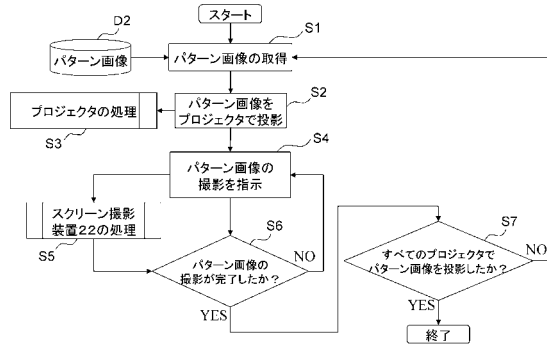 スタート
D2
S1
パターン画像
パターン画像の取得
S2
プロジェクタの処理
パターン画像を
プロジェクタで投影
S3
S4
パターン画像の
撮影を指示
スクリーン撮影
装置22の処理
S5
S6
パターン画像の
撮影が完了したか?
NO
YES
S7
すべてのプロジェクタで
パターン画像を投影したか?
NO
YES
終了